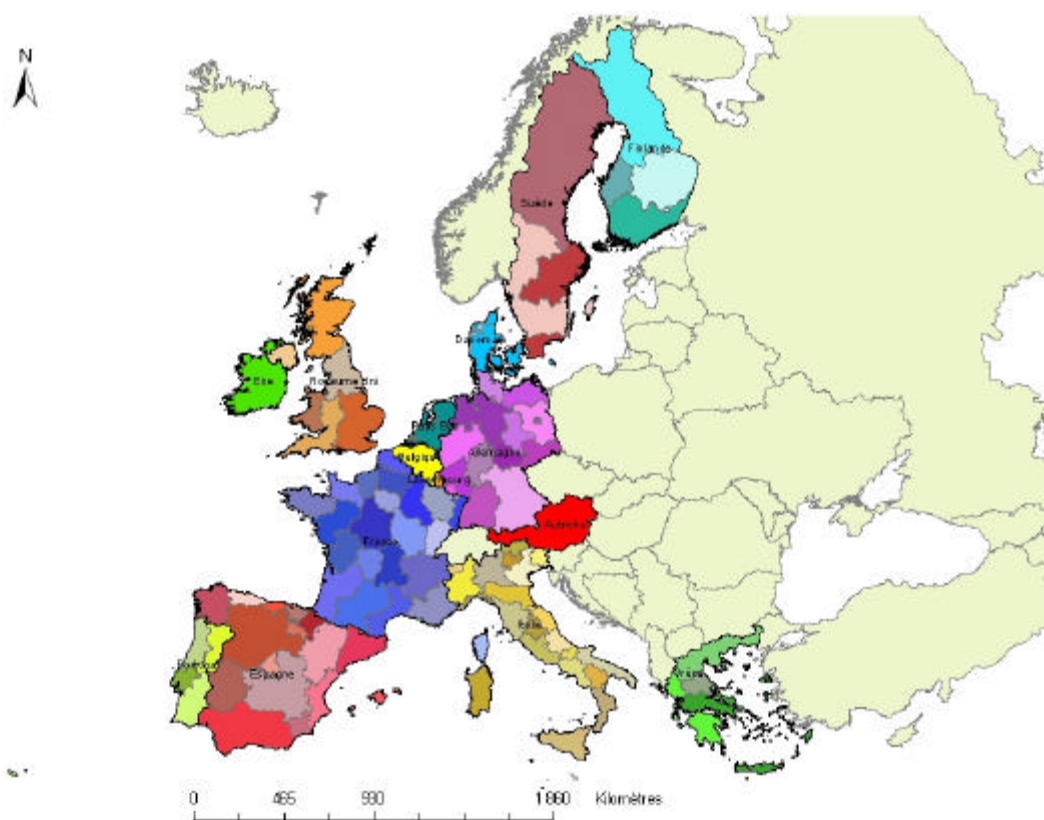 N
Finlande
Suède
Danemark
Eire
Royaume Uni
Pays Bas
Belgique
Allemagne
Luxembourg
France
Autriche
Italie
Portugal
Espagne
Grèce
0 465 930 1 860 Kilomètres